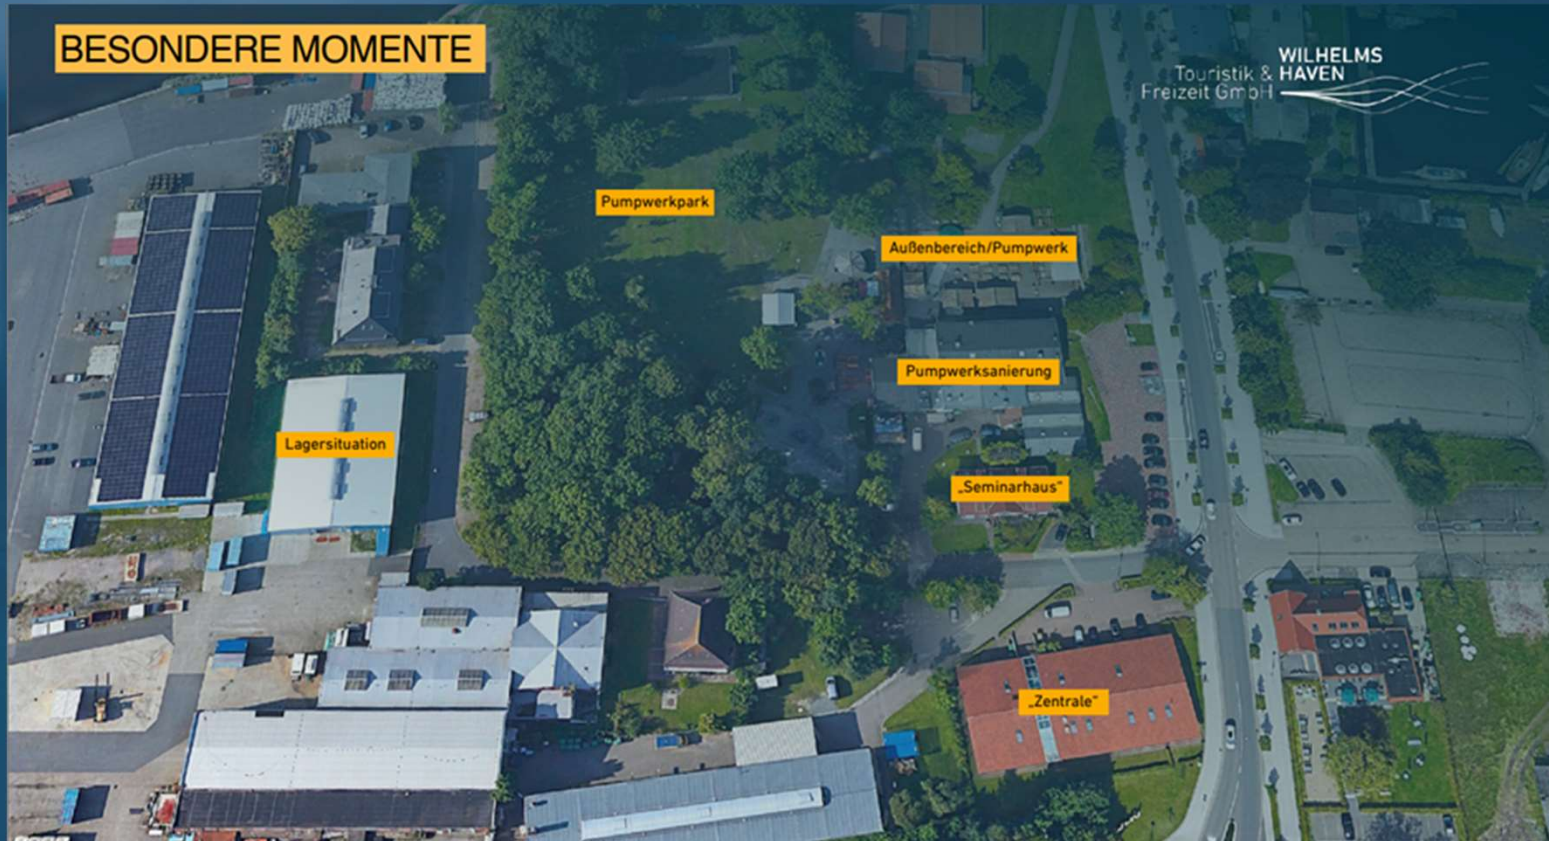 BESONDERE MOMENTE
WILHELMS
Touristik & HAVEN
Freizeit GmbH
Pumpwerkpark
Außenbereich/Pumpwerk
Pumpwerksanierung
Lagersituation
„Seminarhaus“
„Zentrale“